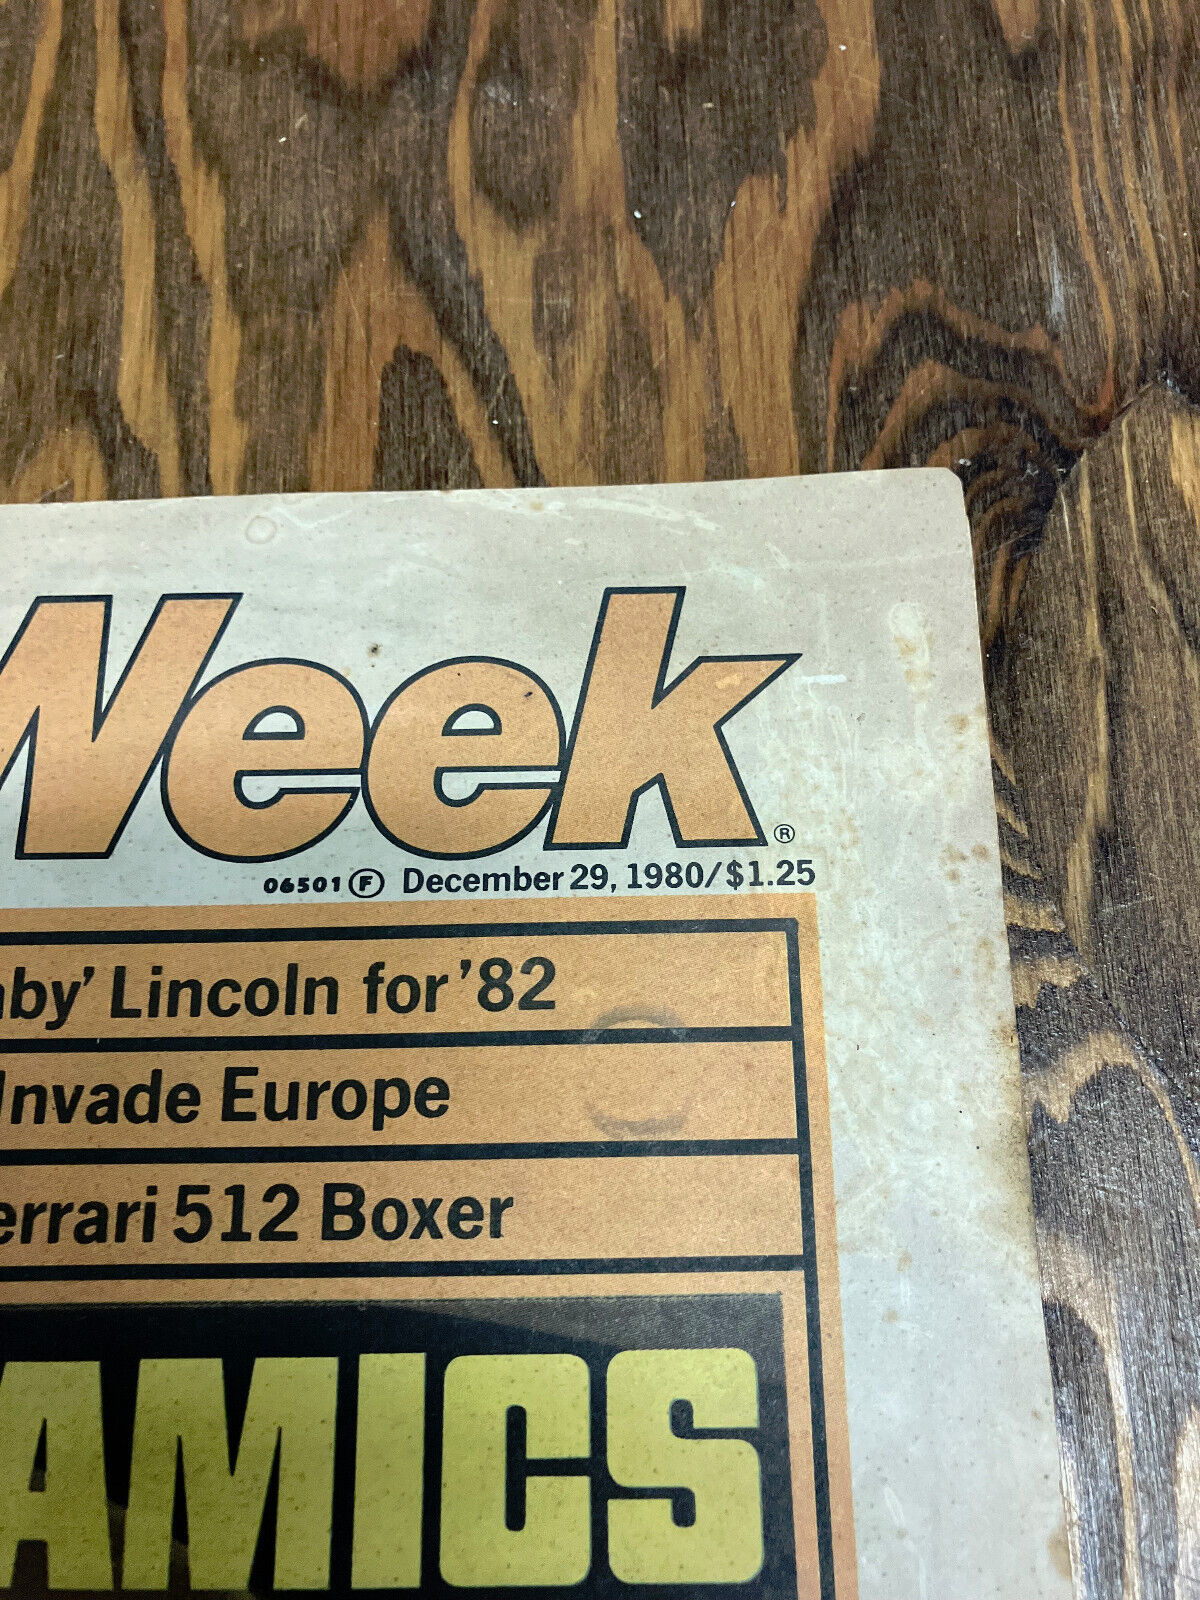 Week®
06501 Ⓕ December 29, 1980/$1.25
aby' Lincoln for '82
Invade Europe
errari 512 Boxer
AMICS